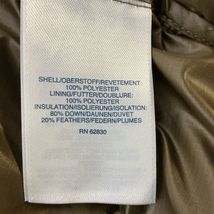 SHELL/OBERSTOFF/REVETEMENT:
100% POLYESTER
LINING/FUTTER/DOUBLURE:
100% POLYESTER
INSULATION/ISOLIERUNG/ISOLATION:
80% DOWN/DAUNEN/DUVET
20% FEATHERS/FEDERN/PLUMES
RN 62830